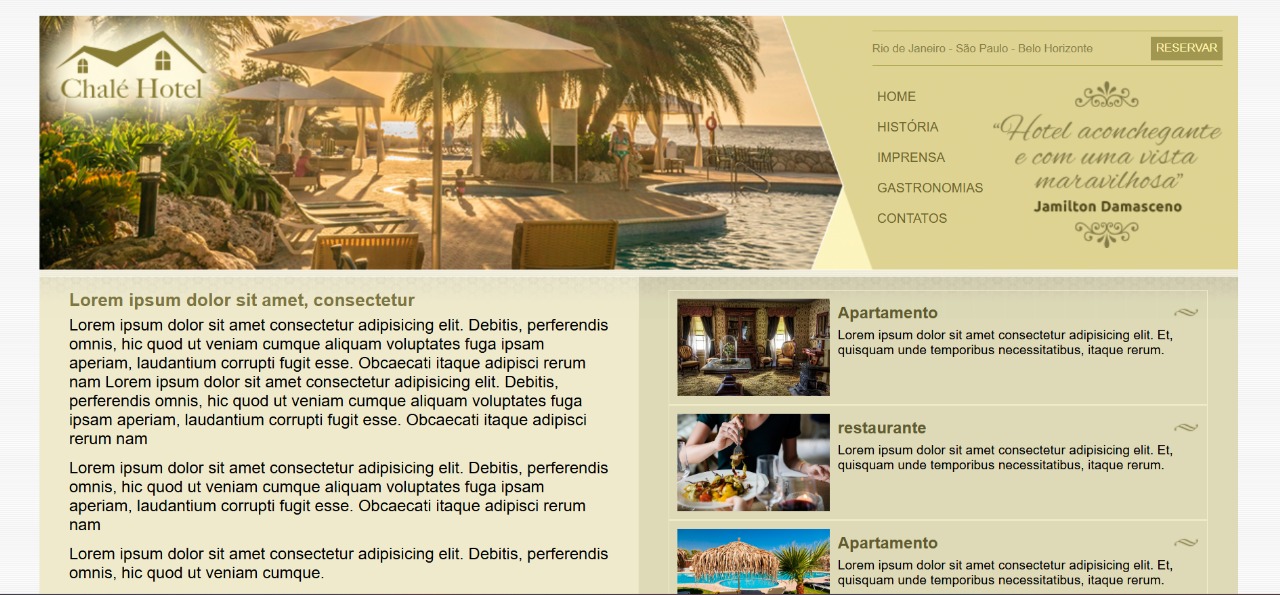 Chalé Hotel
Rio de Janeiro - São Paulo - Belo Horizonte
RESERVAR
HOME
HISTÓRIA
IMPRENSA
GASTRONOMIAS
CONTATOS
“Hotel aconchegante
e com uma vista
maravilhosa”
Jamilton Damasceno
Lorem ipsum dolor sit amet, consectetur
Lorem ipsum dolor sit amet consectetur adipisicing elit. Debitis, perferendis
omnis, hic quod ut veniam cumque aliquam voluptates fuga ipsam
aperiam, laudantium corrupti fugit esse. Obcaecati itaque adipisci rerum
nam Lorem ipsum dolor sit amet consectetur adipisicing elit. Debitis,
perferendis omnis, hic quod ut veniam cumque aliquam voluptates fuga
ipsam aperiam, laudantium corrupti fugit esse. Obcaecati itaque adipisci
rerum nam
Lorem ipsum dolor sit amet consectetur adipisicing elit. Debitis, perferendis
omnis, hic quod ut veniam cumque aliquam voluptates fuga ipsam
aperiam, laudantium corrupti fugit esse. Obcaecati itaque adipisci rerum
nam
Lorem ipsum dolor sit amet consectetur adipisicing elit. Debitis, perferendis
omnis, hic quod ut veniam cumque.
Apartamento
Lorem ipsum dolor sit amet consectetur adipisicing elit. Et,
quisquam unde temporibus necessitatibus, itaque rerum.
restaurante
Lorem ipsum dolor sit amet consectetur adipisicing elit. Et,
quisquam unde temporibus necessitatibus, itaque rerum.
Apartamento
Lorem ipsum dolor sit amet consectetur adipisicing elit. Et,
quisquam unde temporibus necessitatibus, itaque rerum.